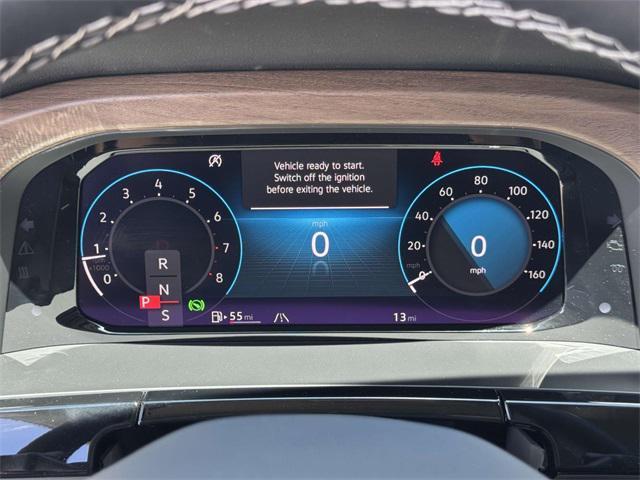 Vehicle ready to start.
Switch off the ignition
before exiting the vehicle.
mph
0
0 1 2 3 4 5 6 7 8
x1000
R
N
P
S
0 20 40 60 80 100 120 140 160
mph
0
mph
55 mi
13 mi